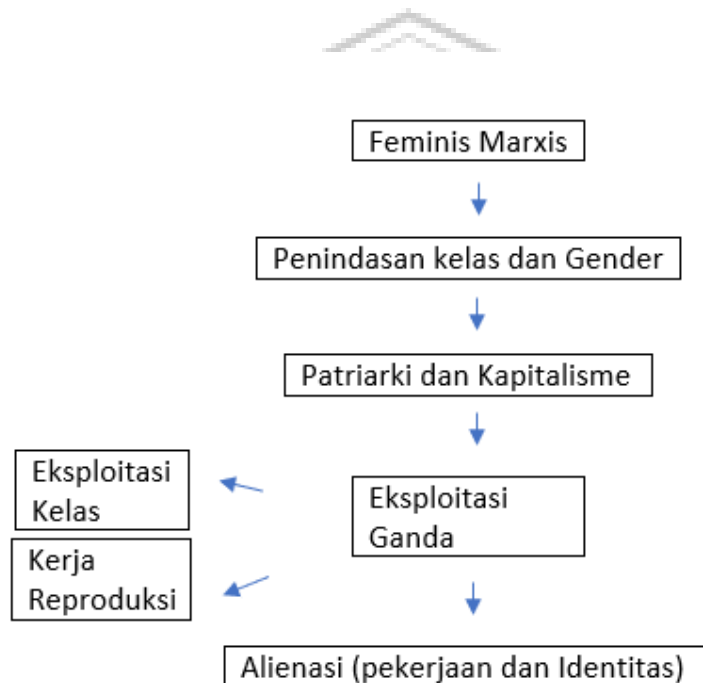 Feminis Marxis
Penindasan kelas dan Gender
Patriarki dan Kapitalisme
Eksploitasi
Kelas
Eksploitasi
Ganda
Kerja
Reproduksi
Alienasi (pekerjaan dan Identitas)